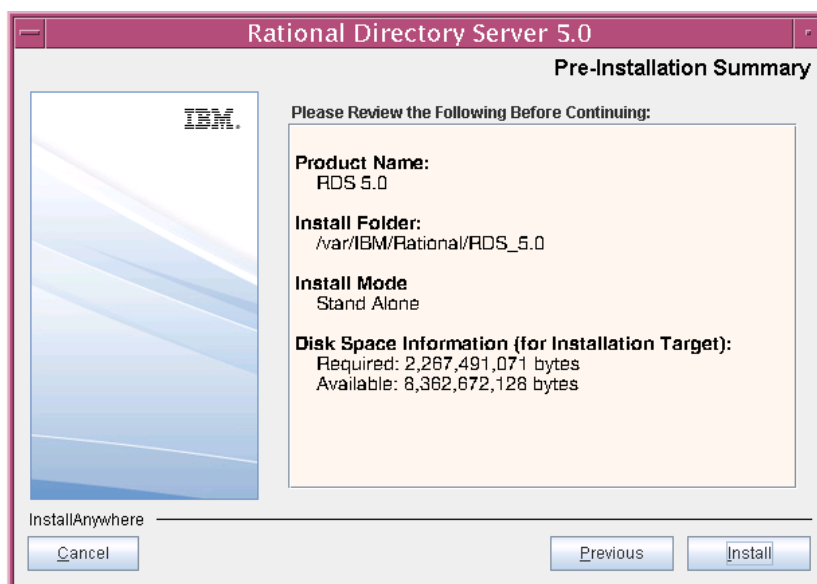 Rational Directory Server 5.0
Pre-Installation Summary
IBM.
Please Review the Following Before Continuing:
Product Name:
RDS 5.0
Install Folder:
/var/IBM/Rational/RDS_5.0
Install Mode
Stand Alone
Disk Space Information (for Installation Target):
Required: 2,267,491,071 bytes
Available: 8,362,672,128 bytes
InstallAnywhere
Cancel
Previous
Install